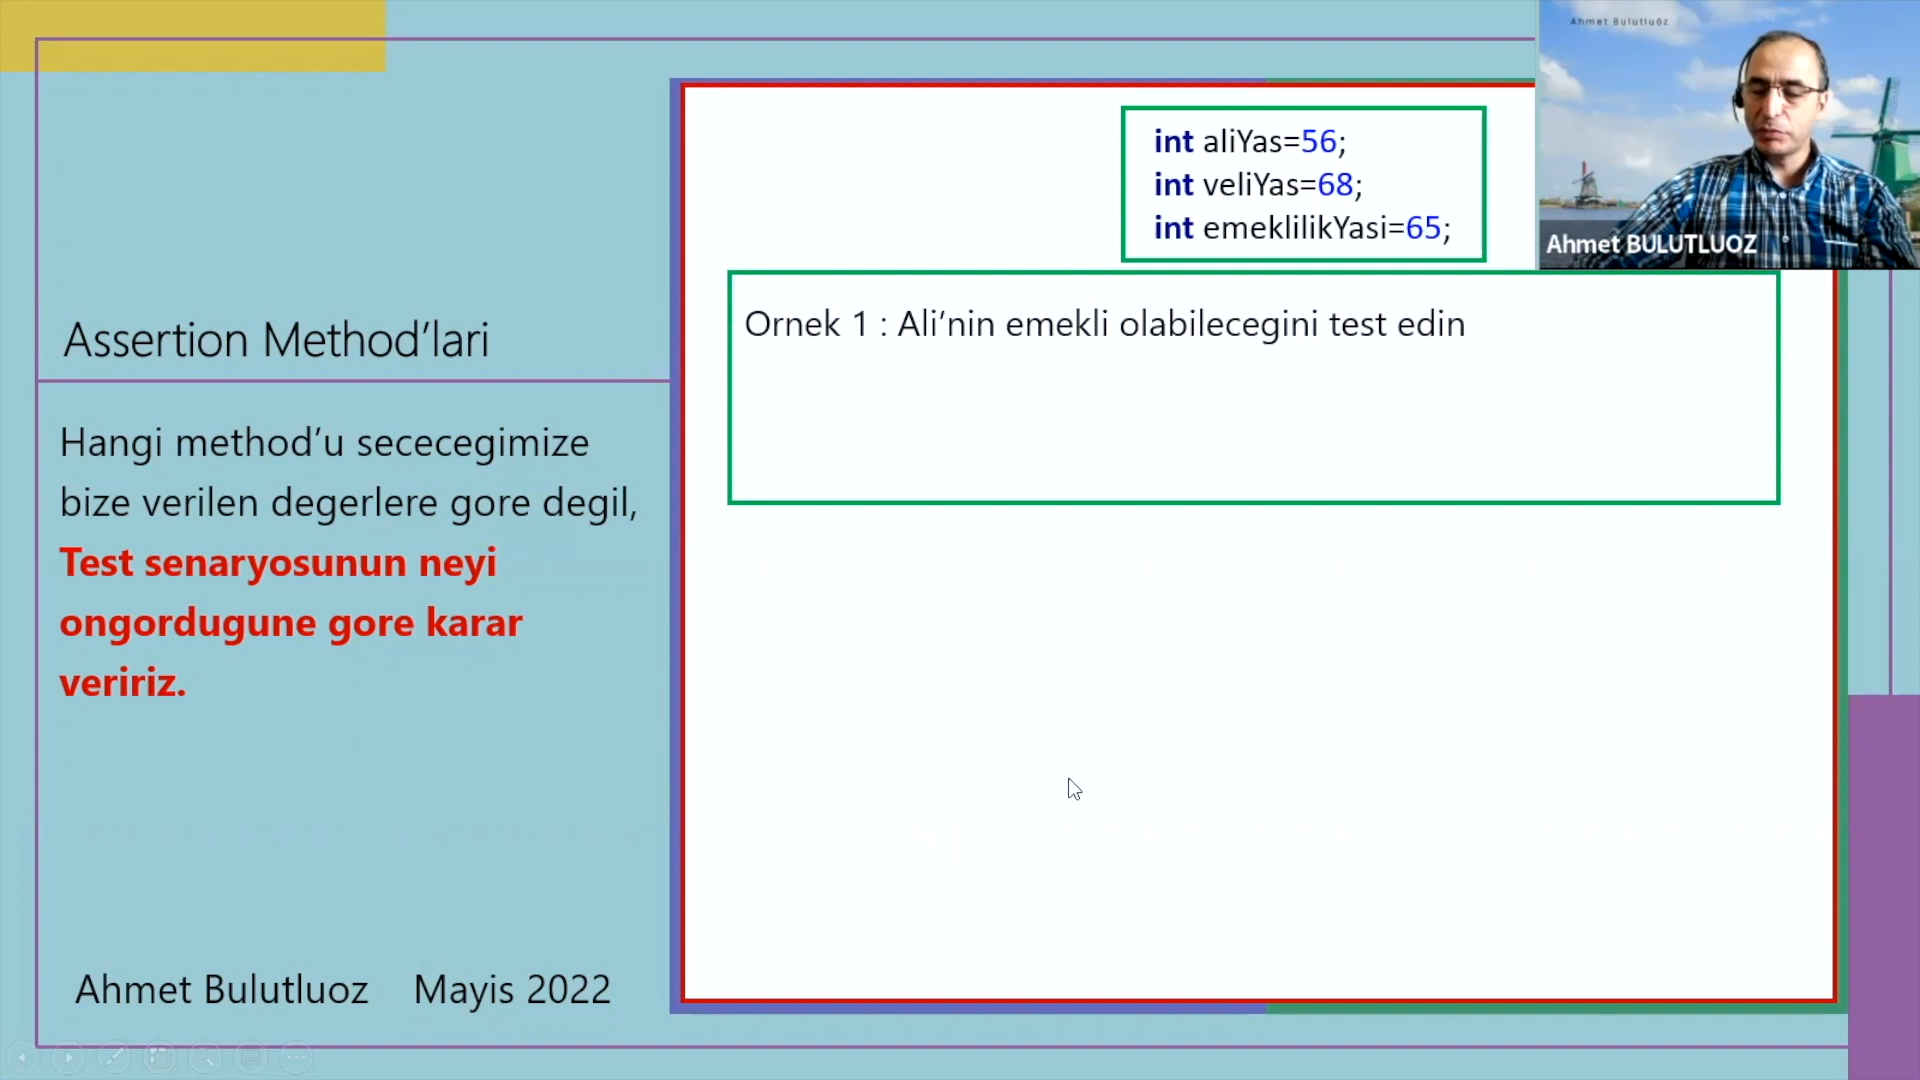 Ahmet Bulutluöz
int aliYas=56;
int veliYas=68;
int emeklilikYasi=65;
Ahmet BULUTLUOZ
Ornek 1 : Ali’nin emekli olabilecegini test edin
Assertion Method’lari
Hangi method’u sececegimize
bize verilen degerlere gore degil,
Test senaryosunun neyi
ongordugune gore karar
veririz.
Ahmet Bulutluoz Mayis 2022